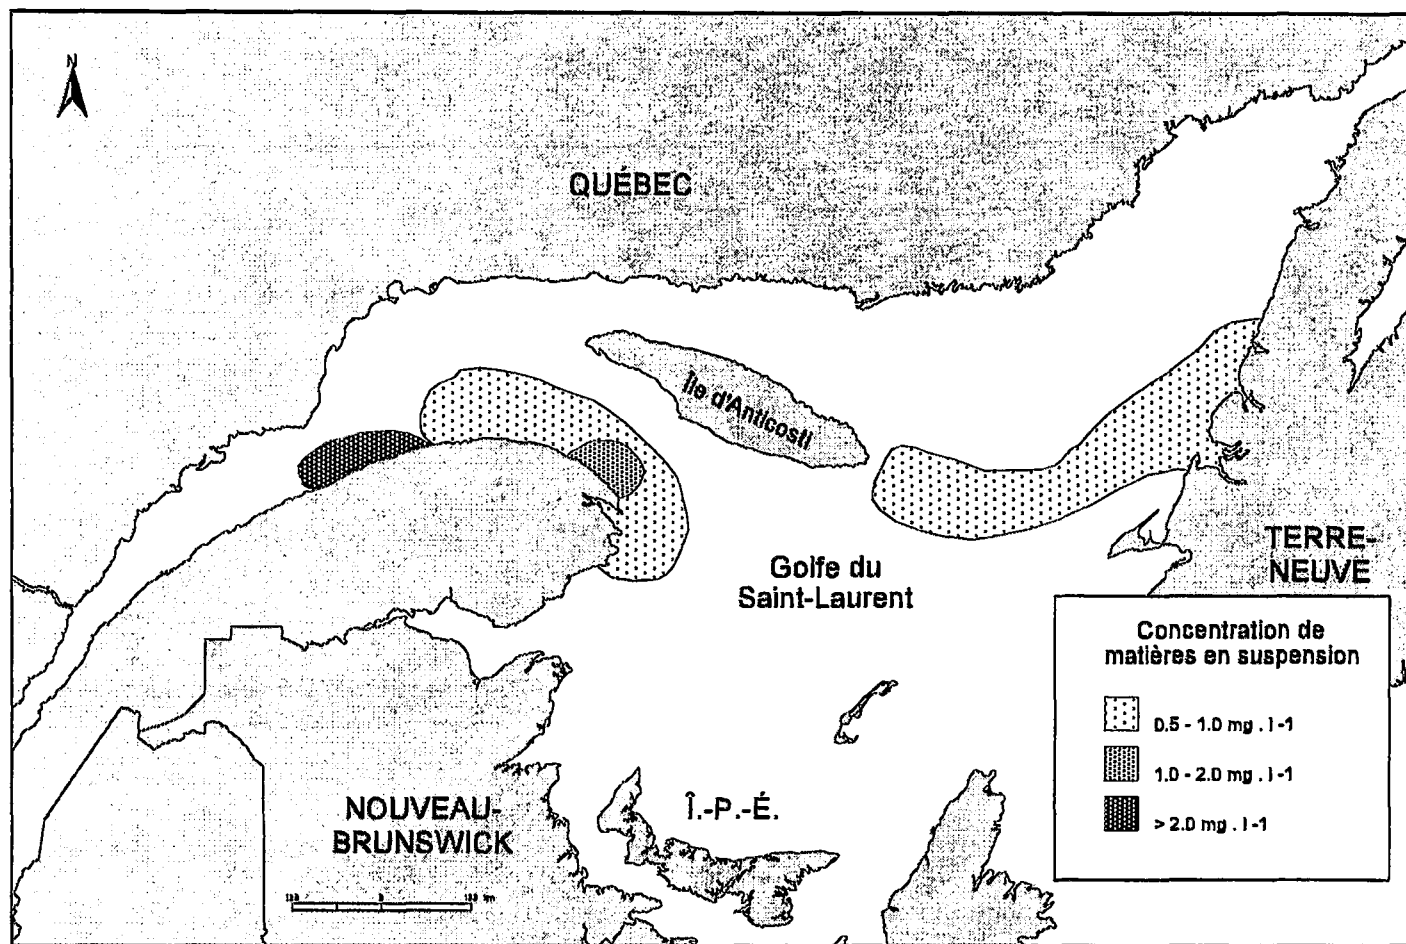 N
QUÉBEC
Île d'Anticosti
Golfe du
Saint-Laurent
TERRE-
NEUVE
Concentration de
matières en suspension
0.5 - 1.0 mg . l -1
1.0 - 2.0 mg . l -1
> 2.0 mg . l -1
NOUVEAU-
BRUNSWICK
Î.-P.-É.